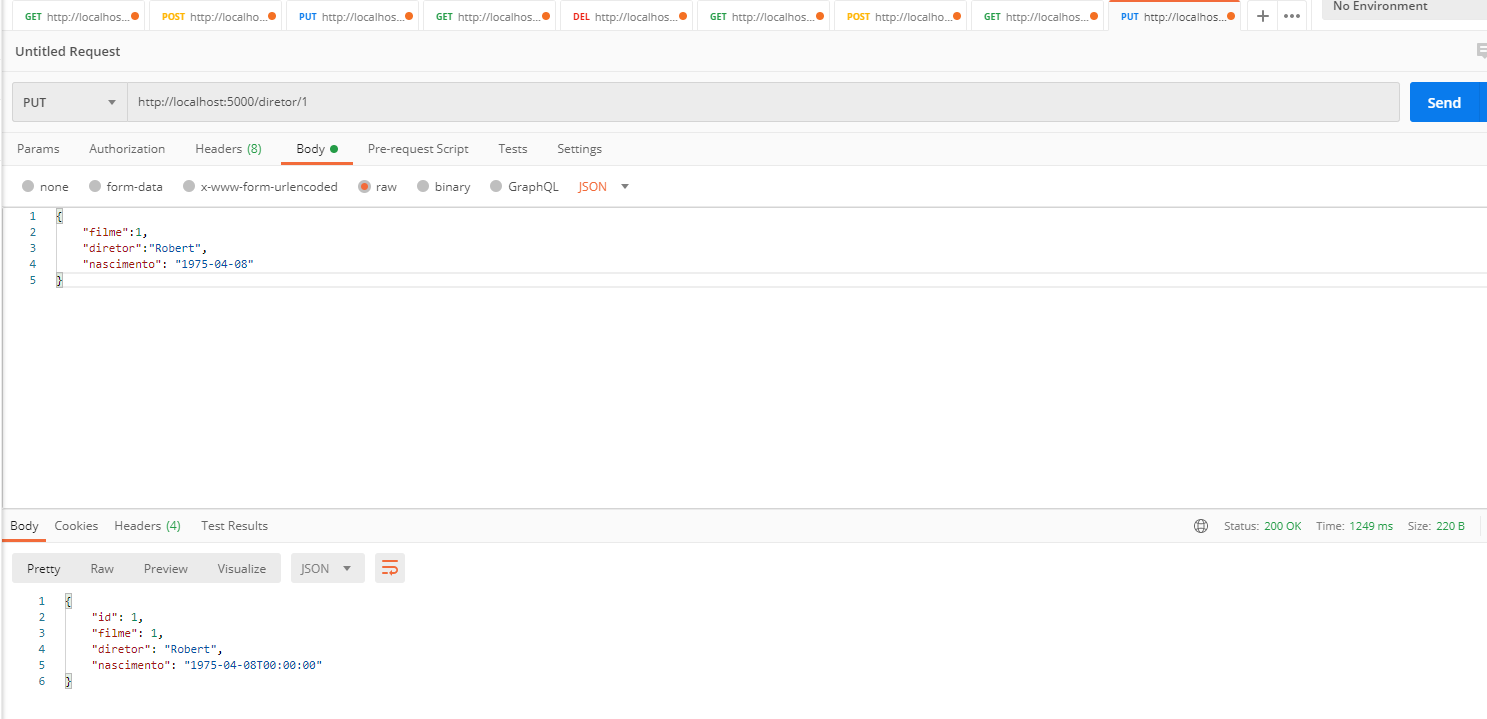 GET http://localhos... POST http://localho... PUT http://localhos... GET http://localhos... DEL http://localhos... GET http://localhos... POST http://localho... GET http://localhos... PUT http://localhos... + ••• No Environment
Untitled Request
PUT http://localhost:5000/diretor/1 Send
Params Authorization Headers (8) Body Pre-request Script Tests Settings
none form-data x-www-form-urlencoded raw binary GraphQL JSON
1 {
2 "filme":1,
3 "diretor":"Robert",
4 "nascimento": "1975-04-08"
5 }
Body Cookies Headers (4) Test Results Status: 200 OK Time: 1249 ms Size: 220 B
Pretty Raw Preview Visualize JSON
1 {
2 "id": 1,
3 "filme": 1,
4 "diretor": "Robert",
5 "nascimento": "1975-04-08T00:00:00"
6 }